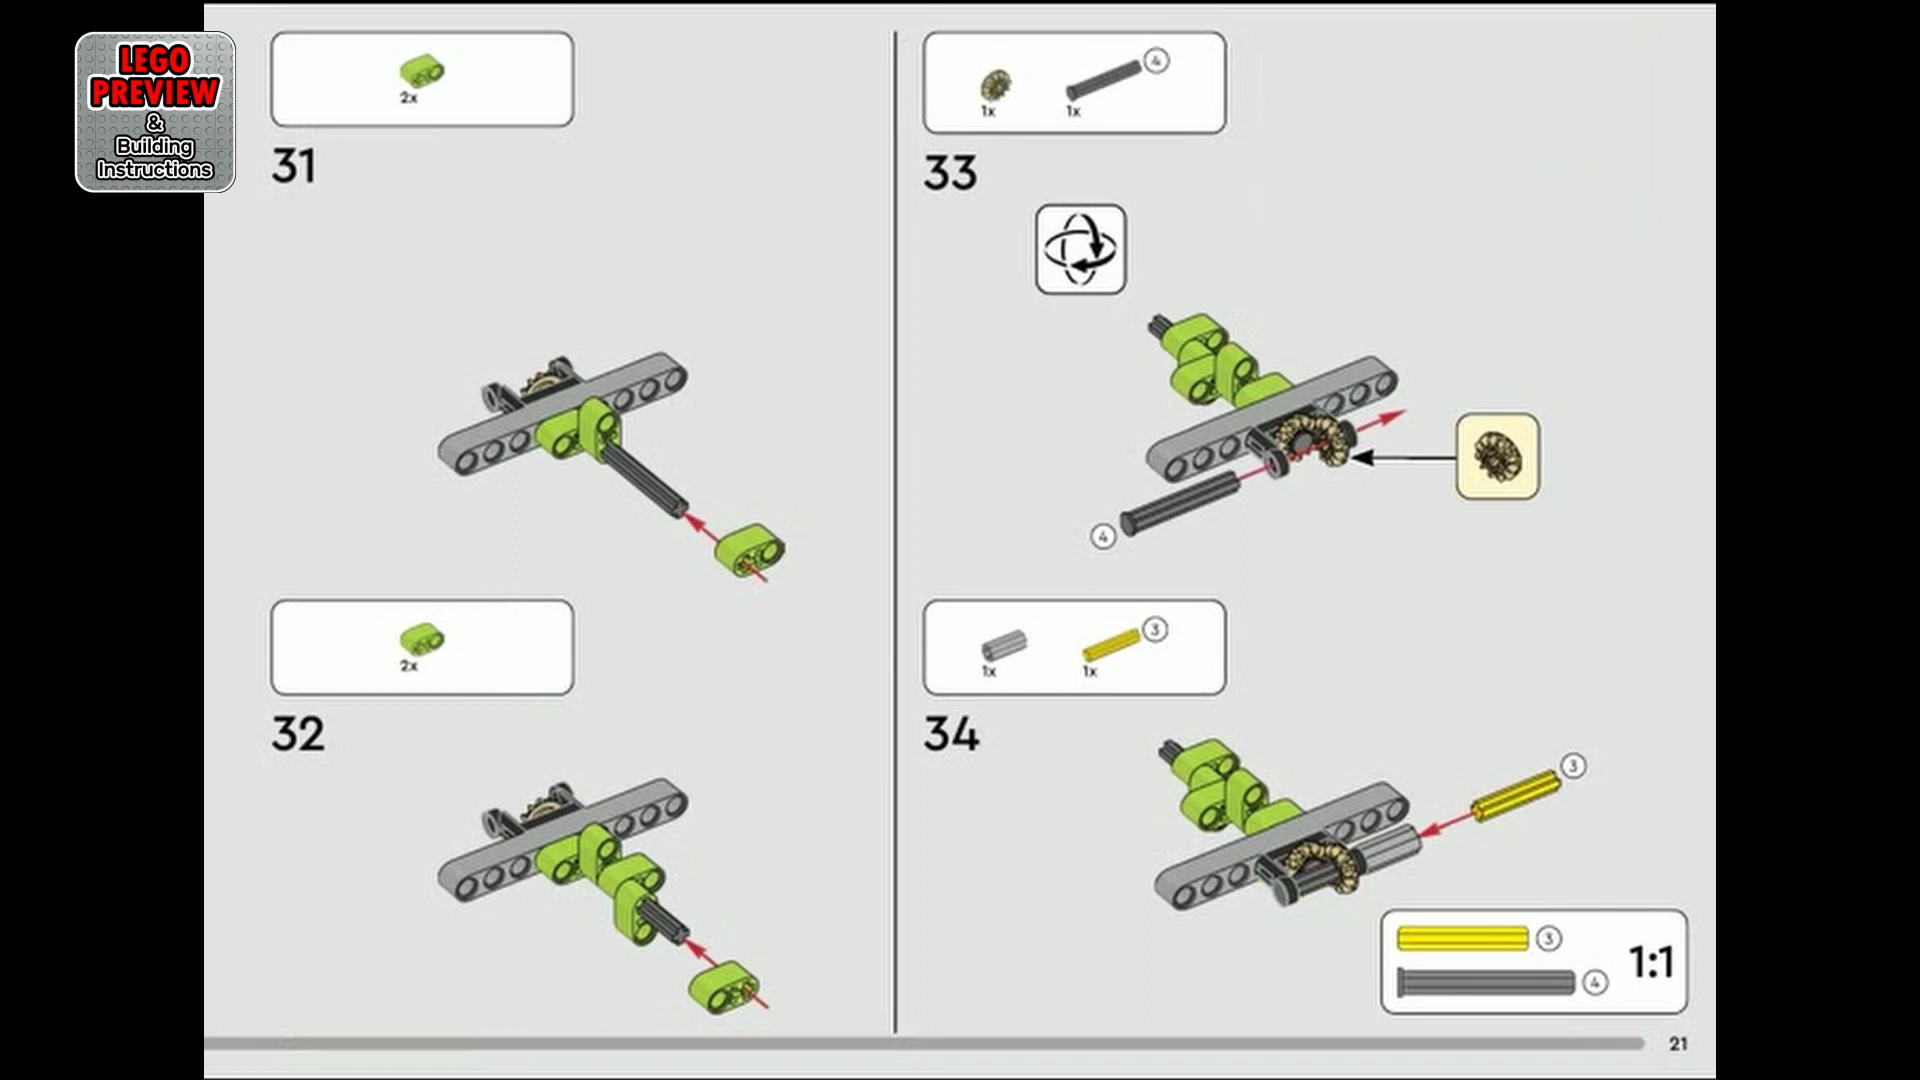 LEGO
PREVIEW
&
Building
Instructions
2x
31
2x
32
1x 1x 4
33
4
1x 1x 3
34
3
3
4
1:1
21